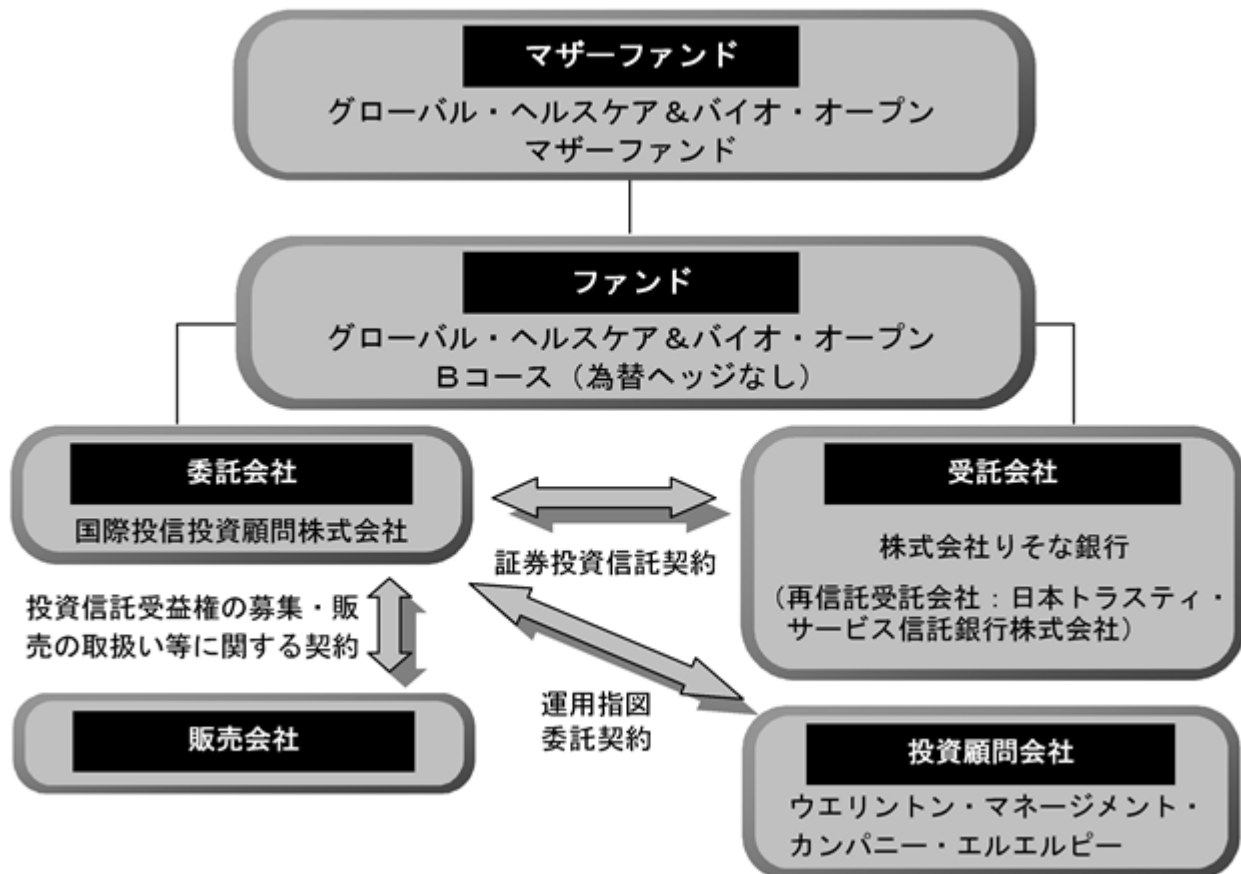 マザーファンド
グローバル・ヘルスケア＆バイオ・オープン
マザーファンド
ファンド
グローバル・ヘルスケア＆バイオ・オープン
Ｂコース（為替ヘッジなし）
委託会社
国際投信投資顧問株式会社
証券投資信託契約
受託会社
株式会社りそな銀行
（再信託受託会社：日本トラスティ・
サービス信託銀行株式会社）
投資信託受益権の募集・販
売の取扱い等に関する契約
運用指図
委託契約
販売会社
投資顧問会社
ウエリントン・マネージメント・
カンパニー・エルエルピー